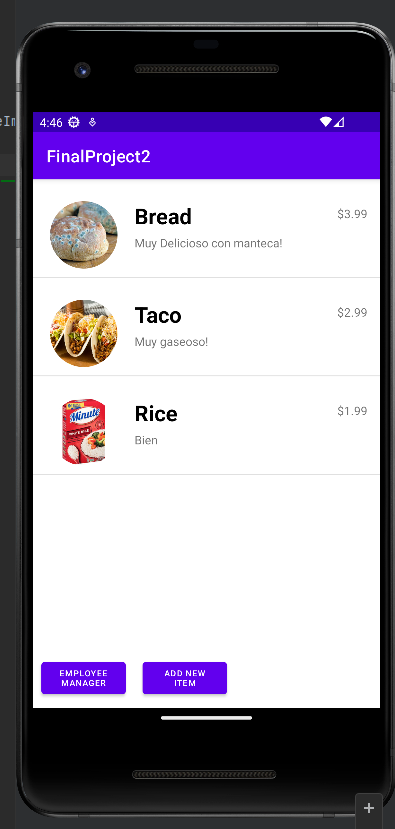 eIm
4:46
FinalProject2
Bread
$3.99
Muy Delicioso con manteca!
Taco
$2.99
Muy gaseoso!
Minute
Rice
$1.99
Bien
EMPLOYEE
MANAGER
ADD NEW
ITEM
+